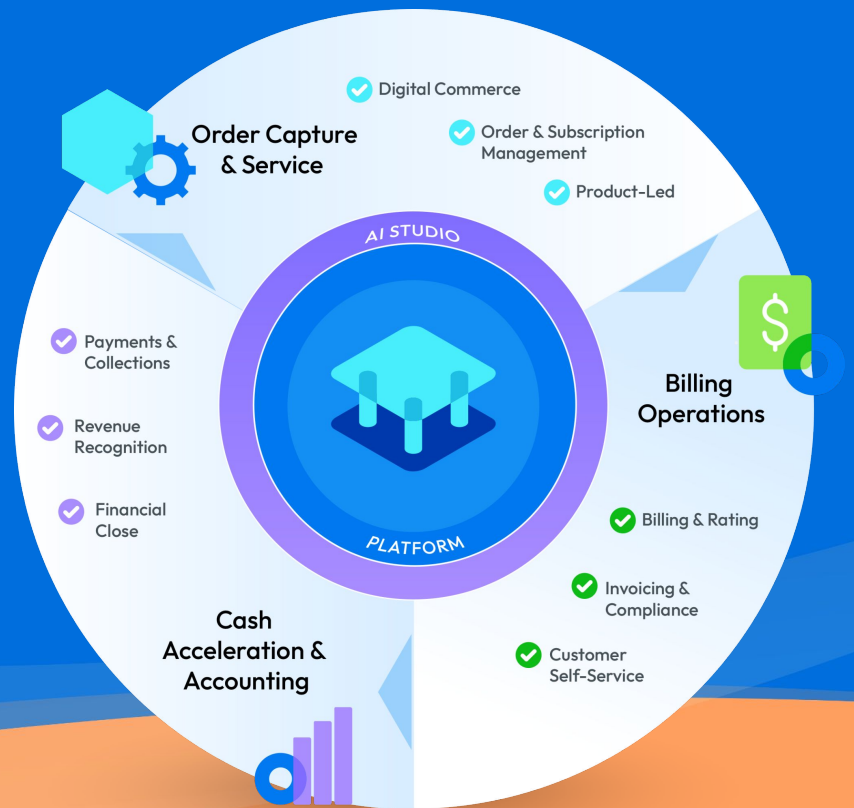 Order Capture
& Service
Digital Commerce
Order & Subscription
Management
Product-Led
AI STUDIO
PLATFORM
$
Billing
Operations
Billing & Rating
Invoicing &
Compliance
Customer
Self-Service
Cash
Acceleration &
Accounting
Payments &
Collections
Revenue
Recognition
Financial
Close